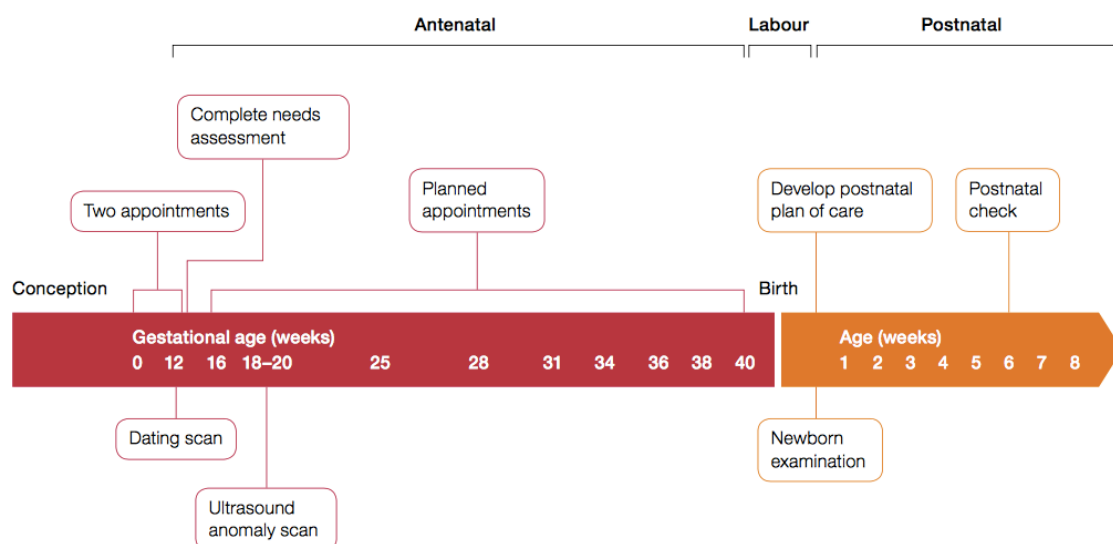 Antenatal
Labour
Postnatal
Complete needs
assessment
Two appointments
Planned
appointments
Develop postnatal
plan of care
Postnatal
check
Conception
Birth
Gestational age (weeks)
0 12 16 18–20 25 28 31 34 36 38 40
Age (weeks)
1 2 3 4 5 6 7 8
Dating scan
Ultrasound
anomaly scan
Newborn
examination